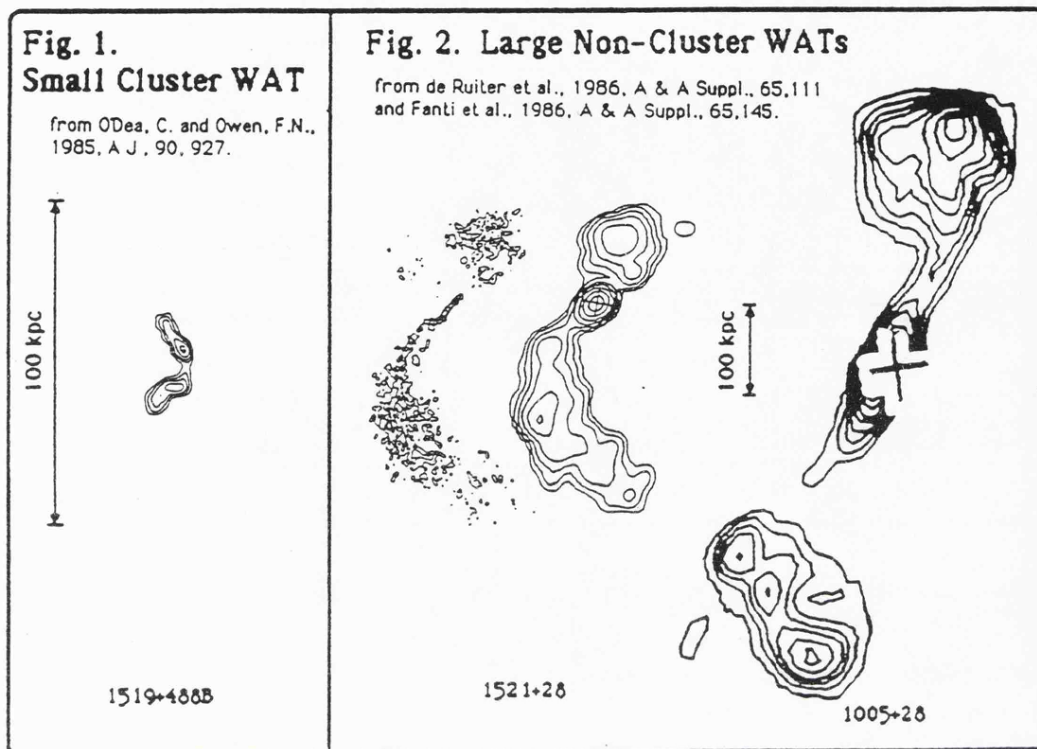 Fig. 1.
Small Cluster WAT
from O'Dea, C. and Owen, F.N.,
1985, A J , 90, 927.
100 kpc
1519+488B
Fig. 2. Large Non-Cluster WATs
from de Ruiter et al., 1986, A & A Suppl., 65,111
and Fanti et al., 1986, A & A Suppl., 65,145.
100 kpc
1521+28
1005+28